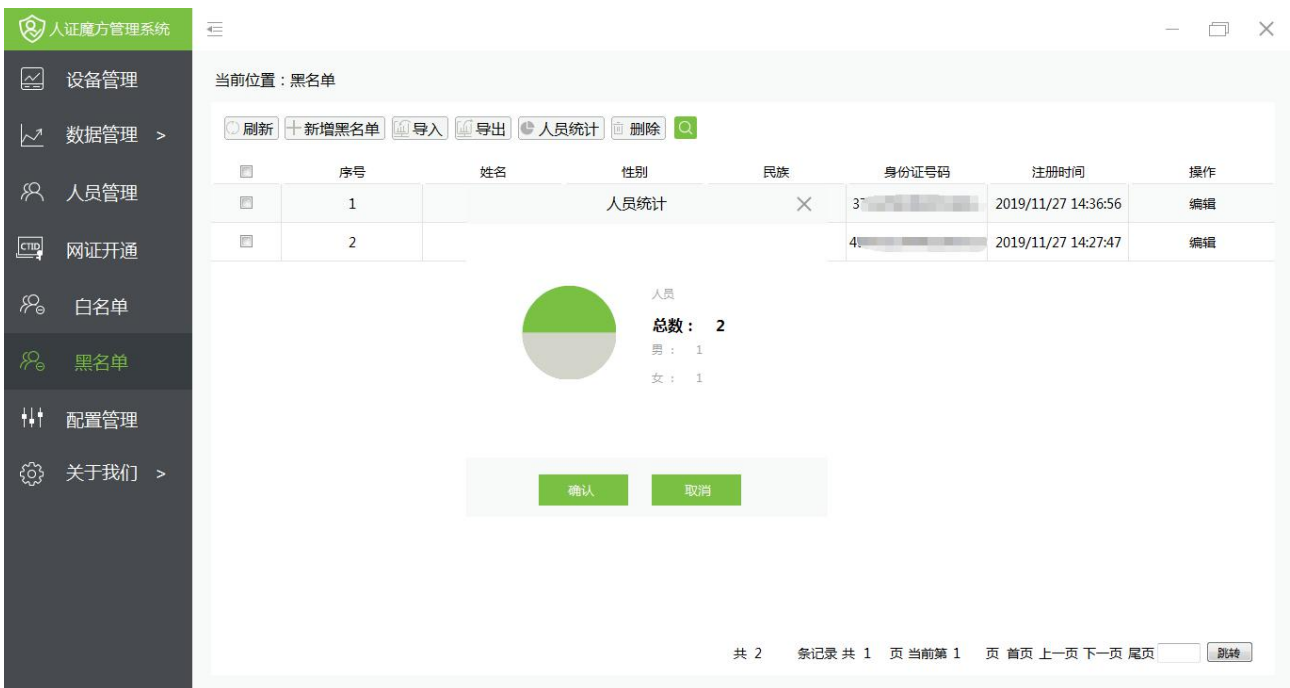 人证魔方管理系统
设备管理
数据管理 >
人员管理
CTID 网证开通
白名单
黑名单
配置管理
关于我们 >
当前位置：黑名单
刷新 新增黑名单 导入 导出 人员统计 删除
序号 姓名 性别 民族 身份证号码 注册时间 操作
1 2019/11/27 14:36:56 编辑
人员统计
2 2019/11/27 14:27:47 编辑
人员
总数： 2
男： 1
女： 1
确认 取消
共 2 条记录 共 1 页 当前第 1 页 首页 上一页 下一页 尾页 跳转